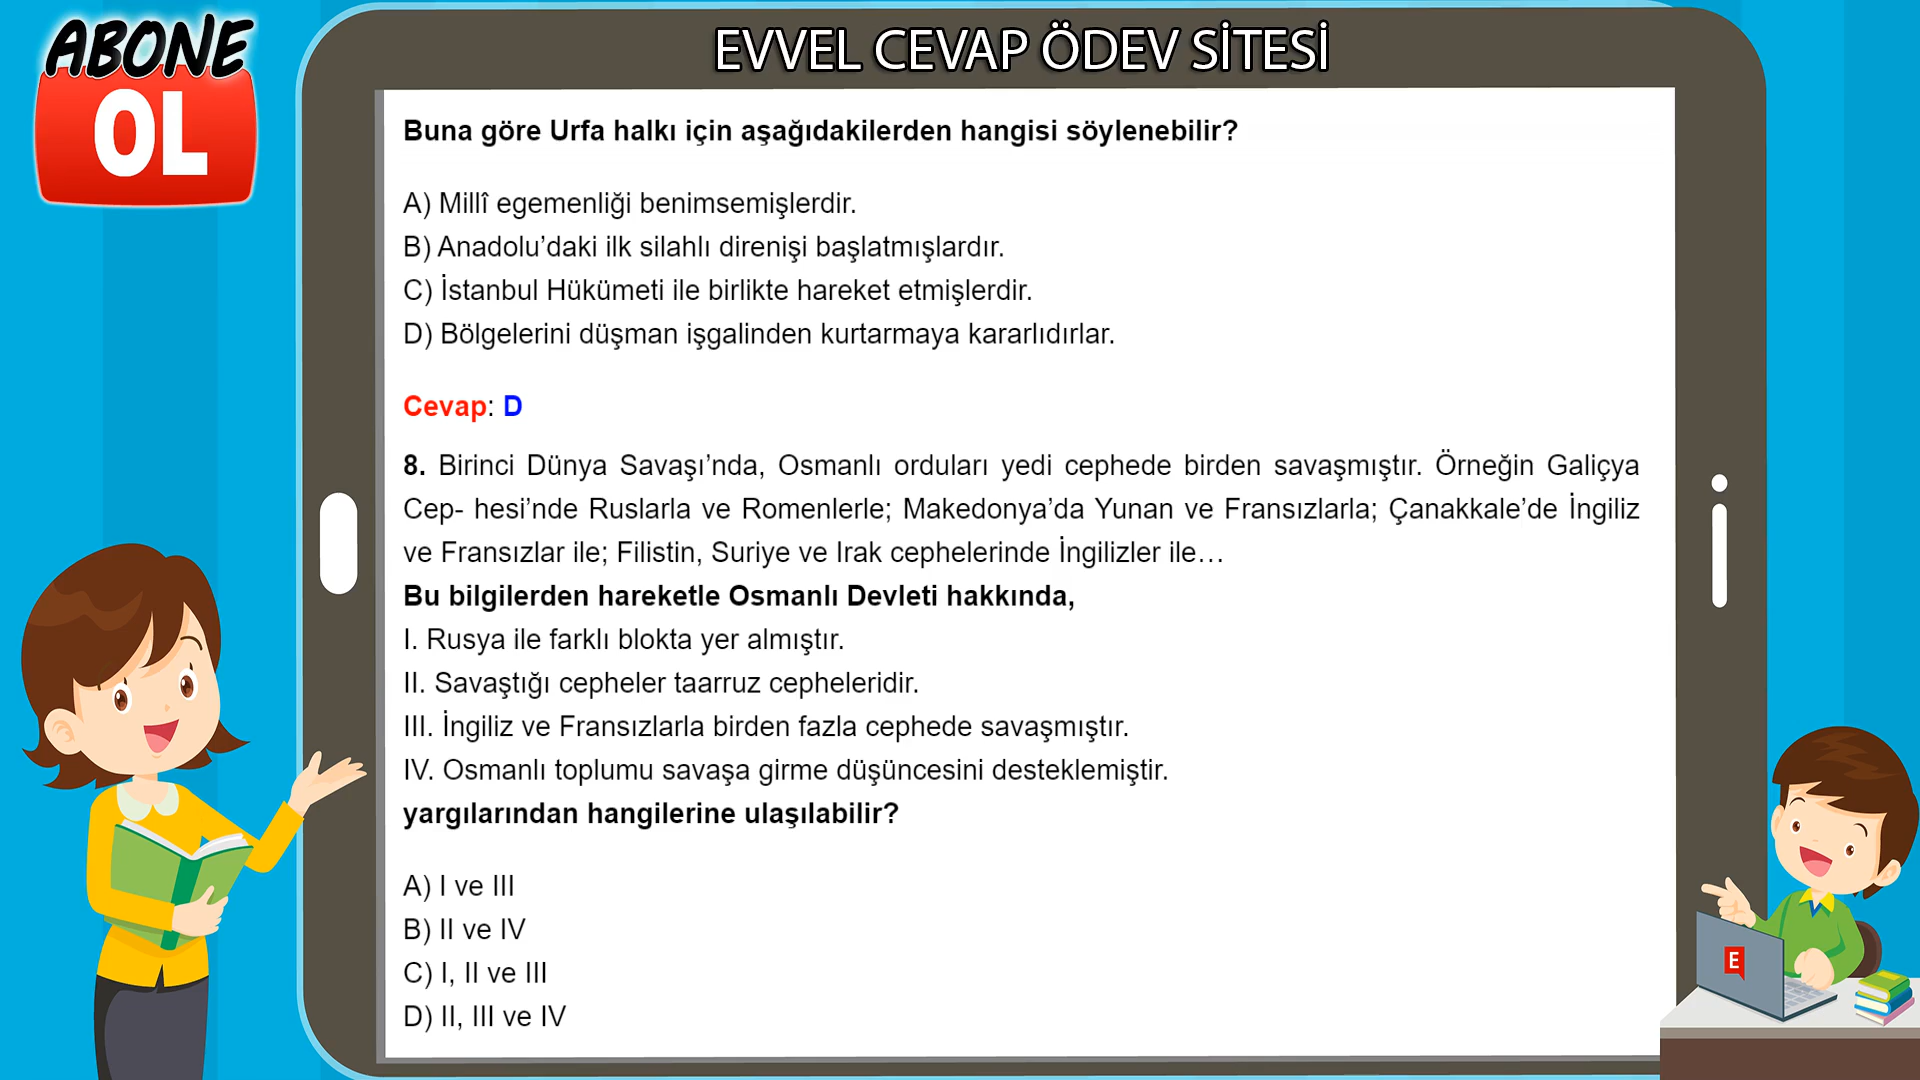 ABONE
OL
EVVEL CEVAP ÖDEV SİTESİ
Buna göre Urfa halkı için aşağıdakilerden hangisi söylenebilir?
A) Millî egemenliği benimsemişlerdir.
B) Anadolu’daki ilk silahlı direnişi başlatmışlardır.
C) İstanbul Hükümeti ile birlikte hareket etmişlerdir.
D) Bölgelerini düşman işgalinden kurtarmaya kararlıdırlar.
Cevap: D
8. Birinci Dünya Savaşı’nda, Osmanlı orduları yedi cephede birden savaşmıştır. Örneğin Galiçya
Cep- hesi’nde Ruslarla ve Romenlerle; Makedonya’da Yunan ve Fransızlarla; Çanakkale’de İngiliz
ve Fransızlar ile; Filistin, Suriye ve Irak cephelerinde İngilizler ile…
Bu bilgilerden hareketle Osmanlı Devleti hakkında,
I. Rusya ile farklı blokta yer almıştır.
II. Savaştığı cepheler taarruz cepheleridir.
III. İngiliz ve Fransızlarla birden fazla cephede savaşmıştır.
IV. Osmanlı toplumu savaşa girme düşüncesini desteklemiştir.
yargılarından hangilerine ulaşılabilir?
A) I ve III
B) II ve IV
C) I, II ve III
D) II, III ve IV
E